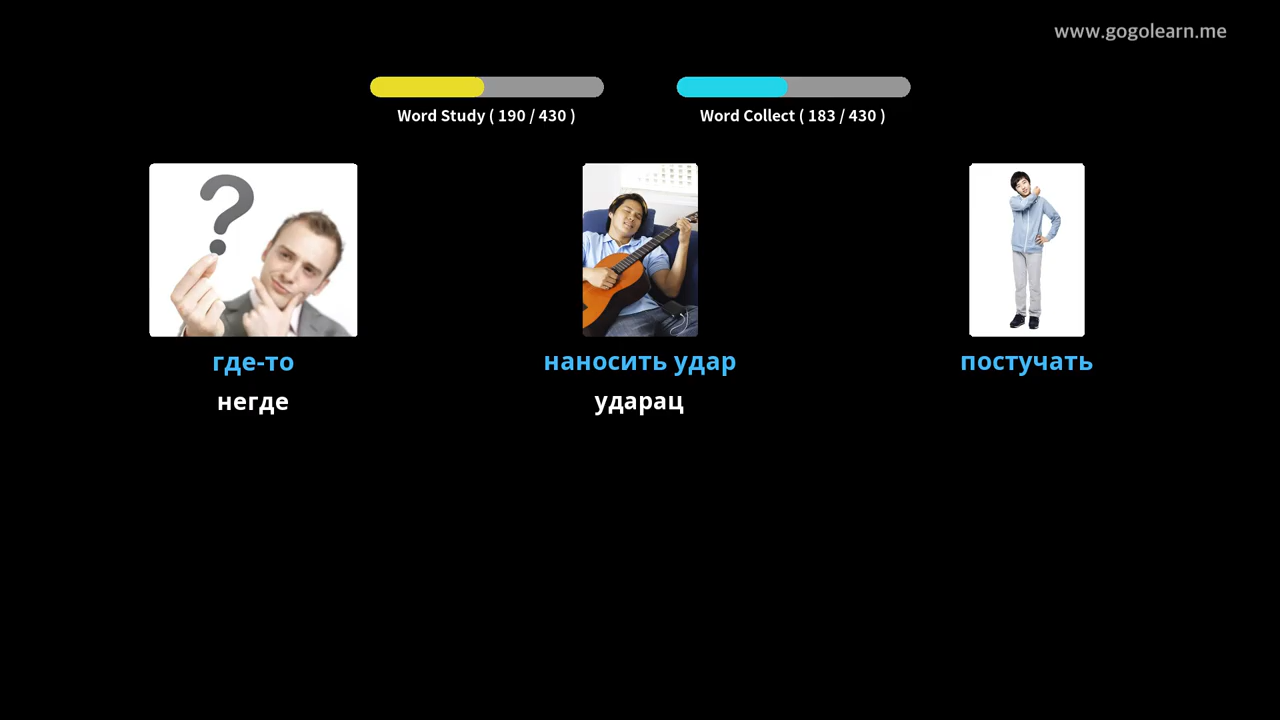 www.gogolearn.me
Word Study ( 190 / 430 )
Word Collect ( 183 / 430 )
где-то
наносить удар
постучать
негде
ударац